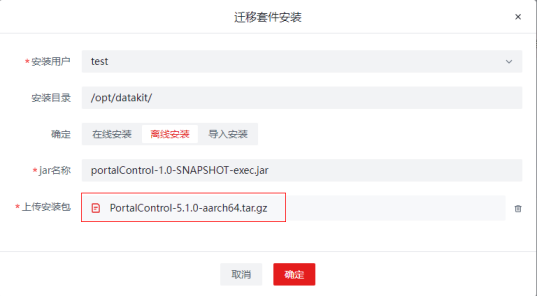 迁移套件安装
* 安装用户 test
安装目录 /opt/datakit/
确定 在线安装 离线安装 导入安装
* jar名称 portalControl-1.0-SNAPSHOT-exec.jar
* 上传安装包 PortalControl-5.1.0-aarch64.tar.gz
取消 确定